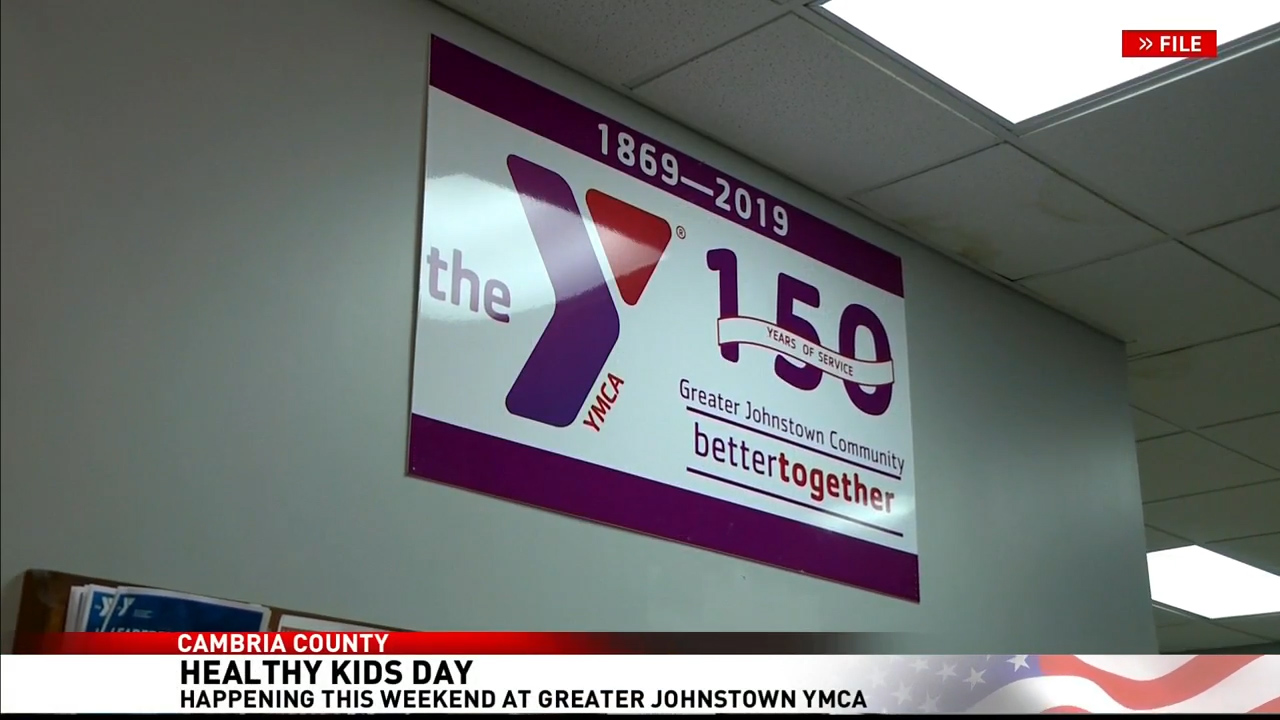 » FILE
1869—2019
the
YMCA
®
150
YEARS OF SERVICE
Greater Johnstown Community
bettertogether
CAMBRIA COUNTY
HEALTHY KIDS DAY
HAPPENING THIS WEEKEND AT GREATER JOHNSTOWN YMCA